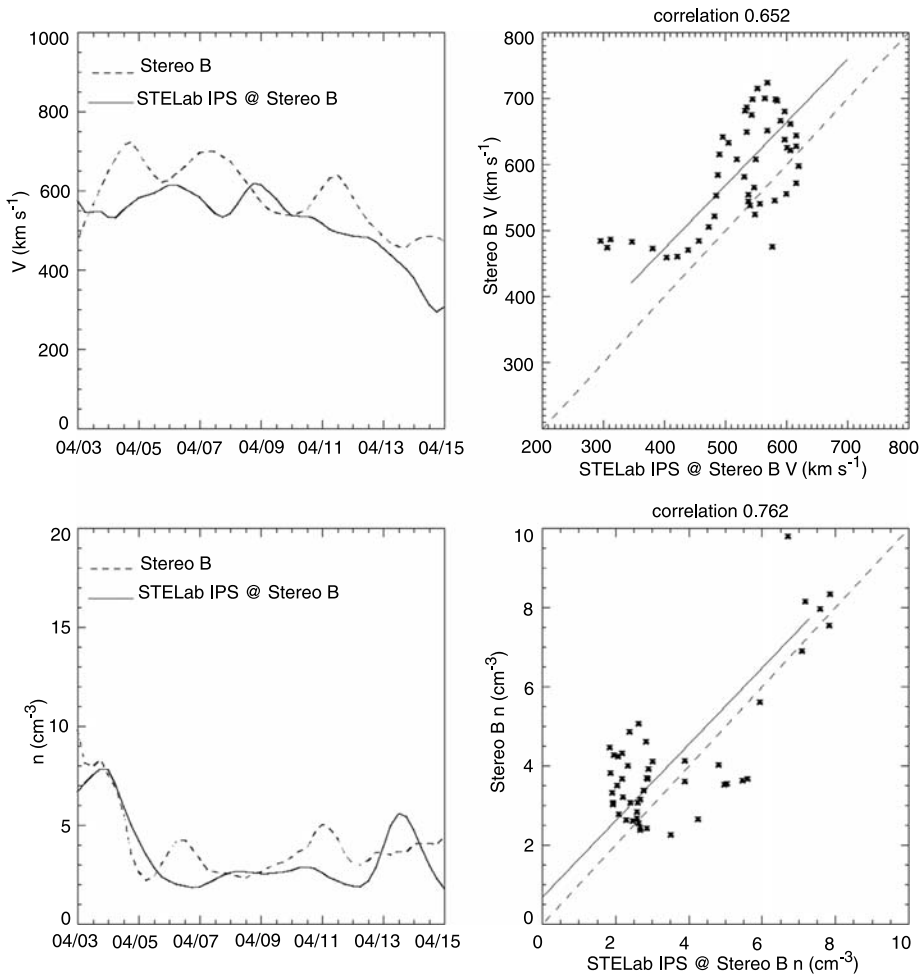 1000
800
600
400
200
0
V (km s-1)
Stereo B
STELab IPS @ Stereo B
04/03 04/05 04/07 04/09 04/11 04/13 04/15
correlation 0.652
800
700
600
500
400
300
Stereo B V (km s-1)
200 300 400 500 600 700 800
STELab IPS @ Stereo B V (km s-1)
20
15
10
5
0
n (cm-3)
Stereo B
STELab IPS @ Stereo B
04/03 04/05 04/07 04/09 04/11 04/13 04/15
correlation 0.762
10
8
6
4
2
0
Stereo B n (cm-3)
0 2 4 6 8 10
STELab IPS @ Stereo B n (cm-3)